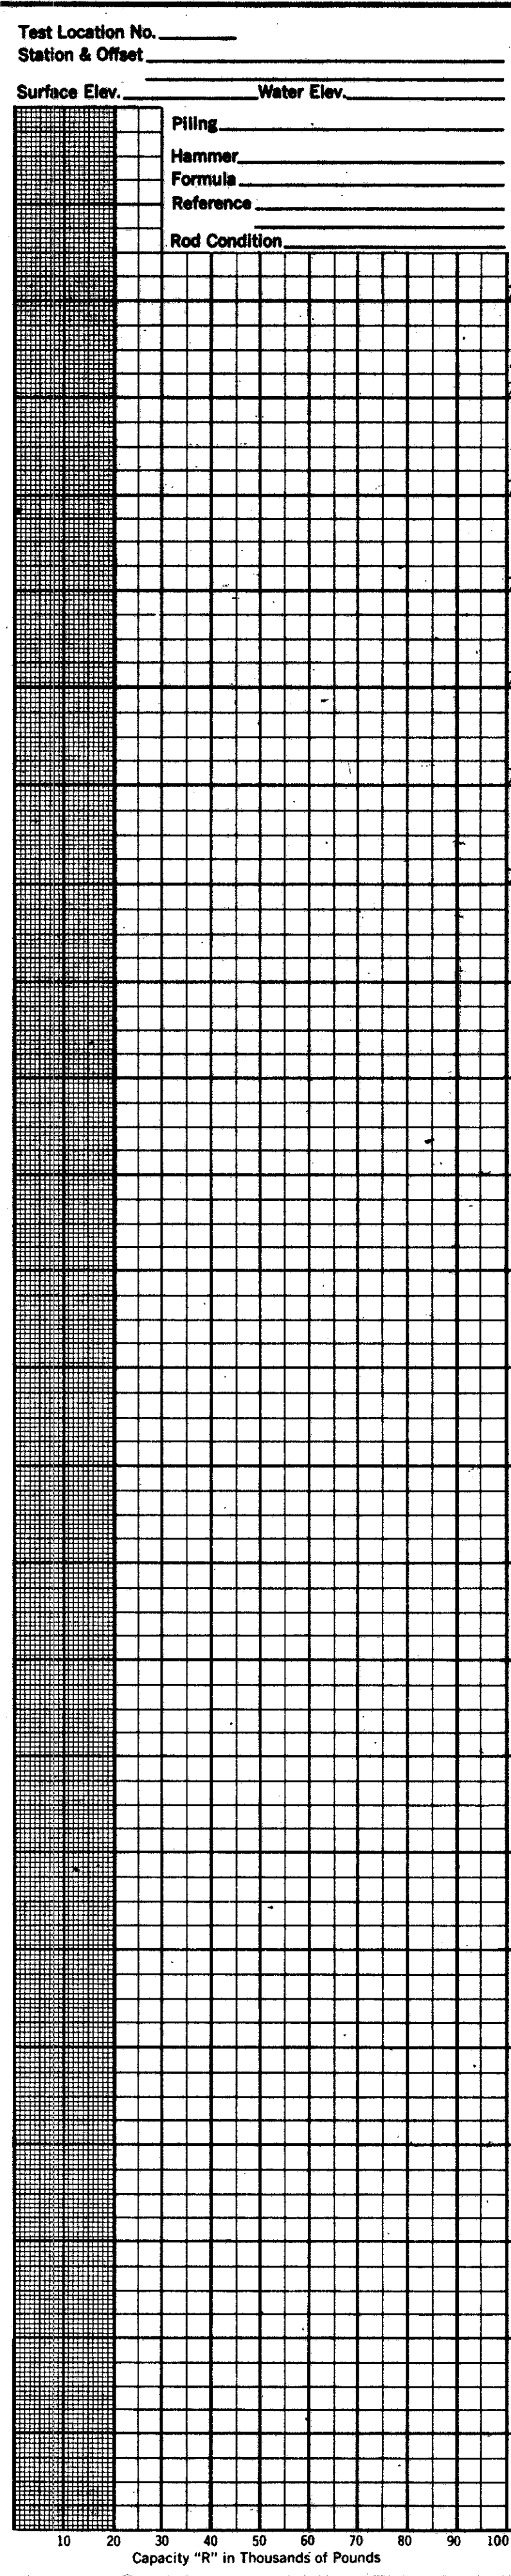 Test Location No.
Station & Offset
Surface Elev. Water Elev.
Piling
Hammer
Formula
Reference
Rod Condition
10 20 30 40 50 60 70 80 90 100
Capacity "R" in Thousands of Pounds